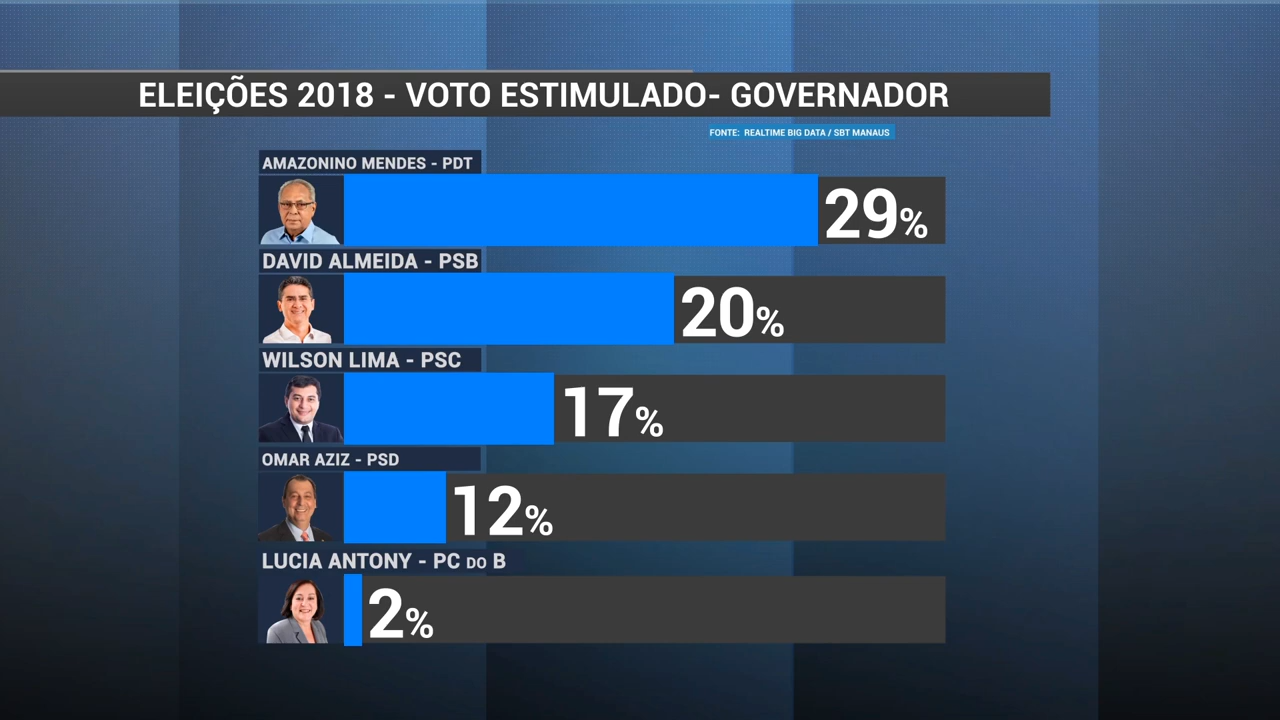 ELEIÇÕES 2018 - VOTO ESTIMULADO- GOVERNADOR
FONTE: REALTIME BIG DATA / SBT MANAUS
AMAZONINO MENDES - PDT
29%
DAVID ALMEIDA - PSB
20%
WILSON LIMA - PSC
17%
OMAR AZIZ - PSD
12%
LUCIA ANTONY - PC DO B
2%